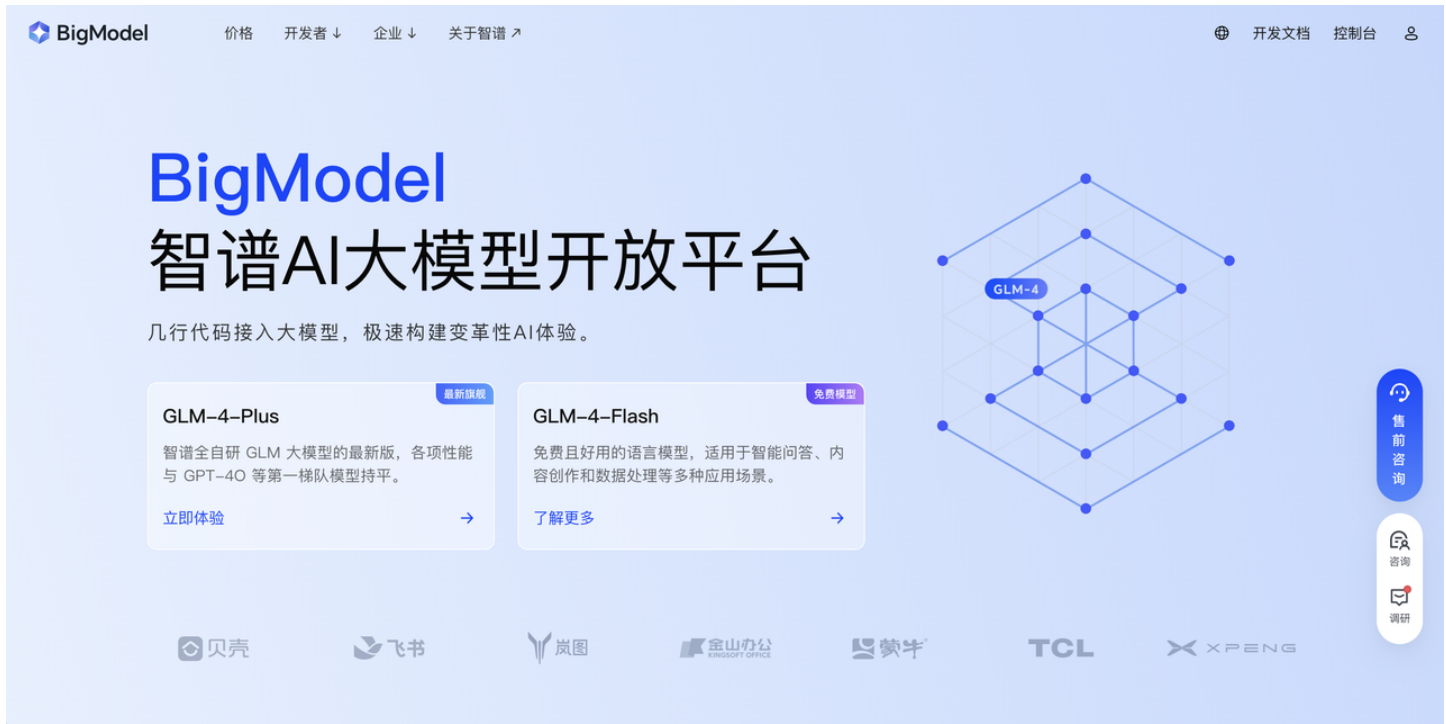 BigModel
价格
开发者 ↓
企业 ↓
关于智谱 ↗
开发文档
控制台
BigModel
智谱AI大模型开放平台
几行代码接入大模型，极速构建变革性AI体验。
最新旗舰
GLM-4-Plus
智谱全自研 GLM 大模型的最新版，各项性能
与 GPT-4O 等第一梯队模型持平。
立即体验 →
免费模型
GLM-4-Flash
免费且好用的语言模型，适用于智能问答、内
容创作和数据处理等多种应用场景。
了解更多 →
GLM-4
售前咨询
咨询
调研
贝壳
飞书
岚图
金山办公
KINGSOFT OFFICE
蒙牛
TCL
XPENG